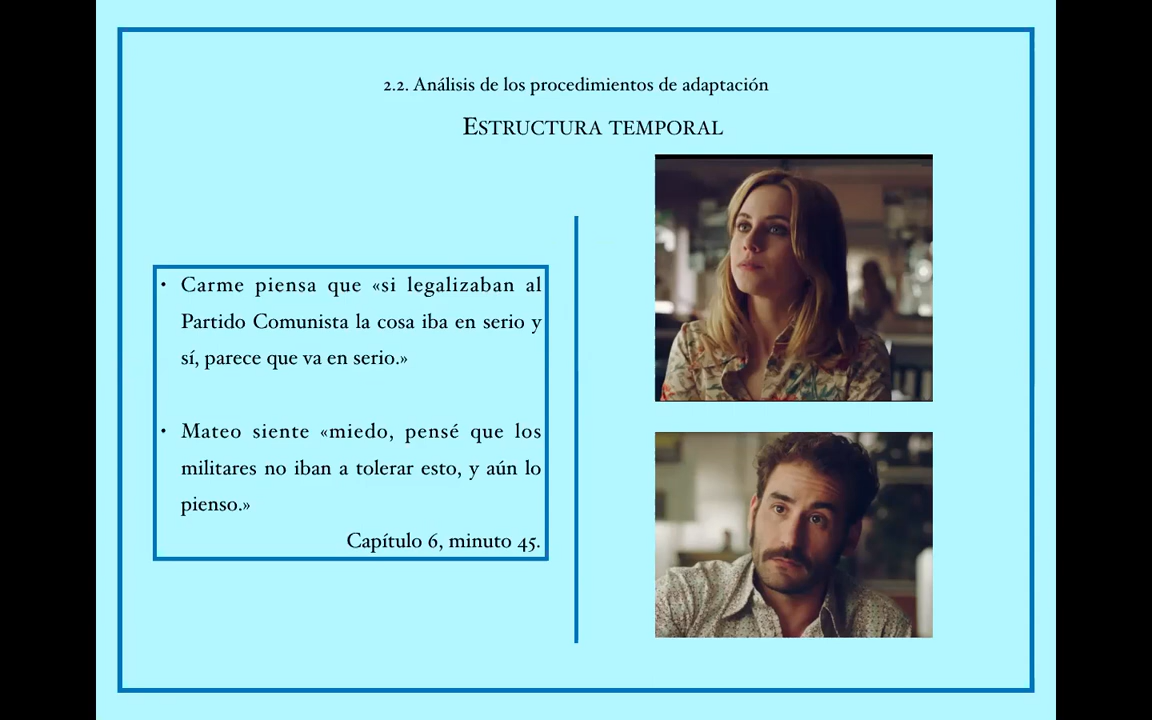 2.2. Análisis de los procedimientos de adaptación
ESTRUCTURA TEMPORAL
• Carme piensa que «si legalizaban al
Partido Comunista la cosa iba en serio y
sí, parece que va en serio.»
• Mateo siente «miedo, pensé que los
militares no iban a tolerar esto, y aún lo
pienso.»
Capítulo 6, minuto 45.